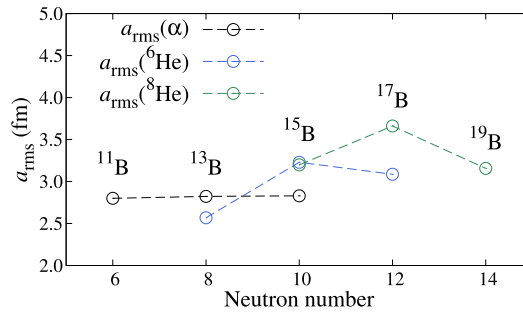 5.0
4.5
4.0
3.5
3.0
2.5
2.0
a_rms (fm)
a_rms(α)
a_rms(⁶He)
a_rms(⁸He)
¹¹B
¹³B
¹⁵B
¹⁷B
¹⁹B
6 8 10 12 14
Neutron number